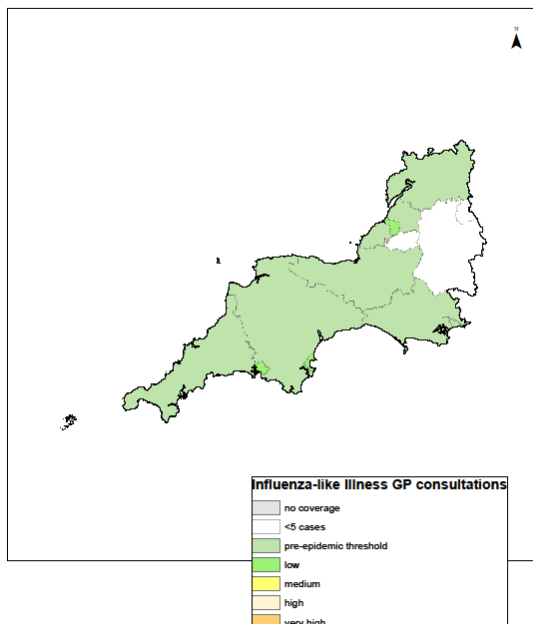 N
Influenza-like Illness GP consultations
no coverage
<5 cases
pre-epidemic threshold
low
medium
high
very high